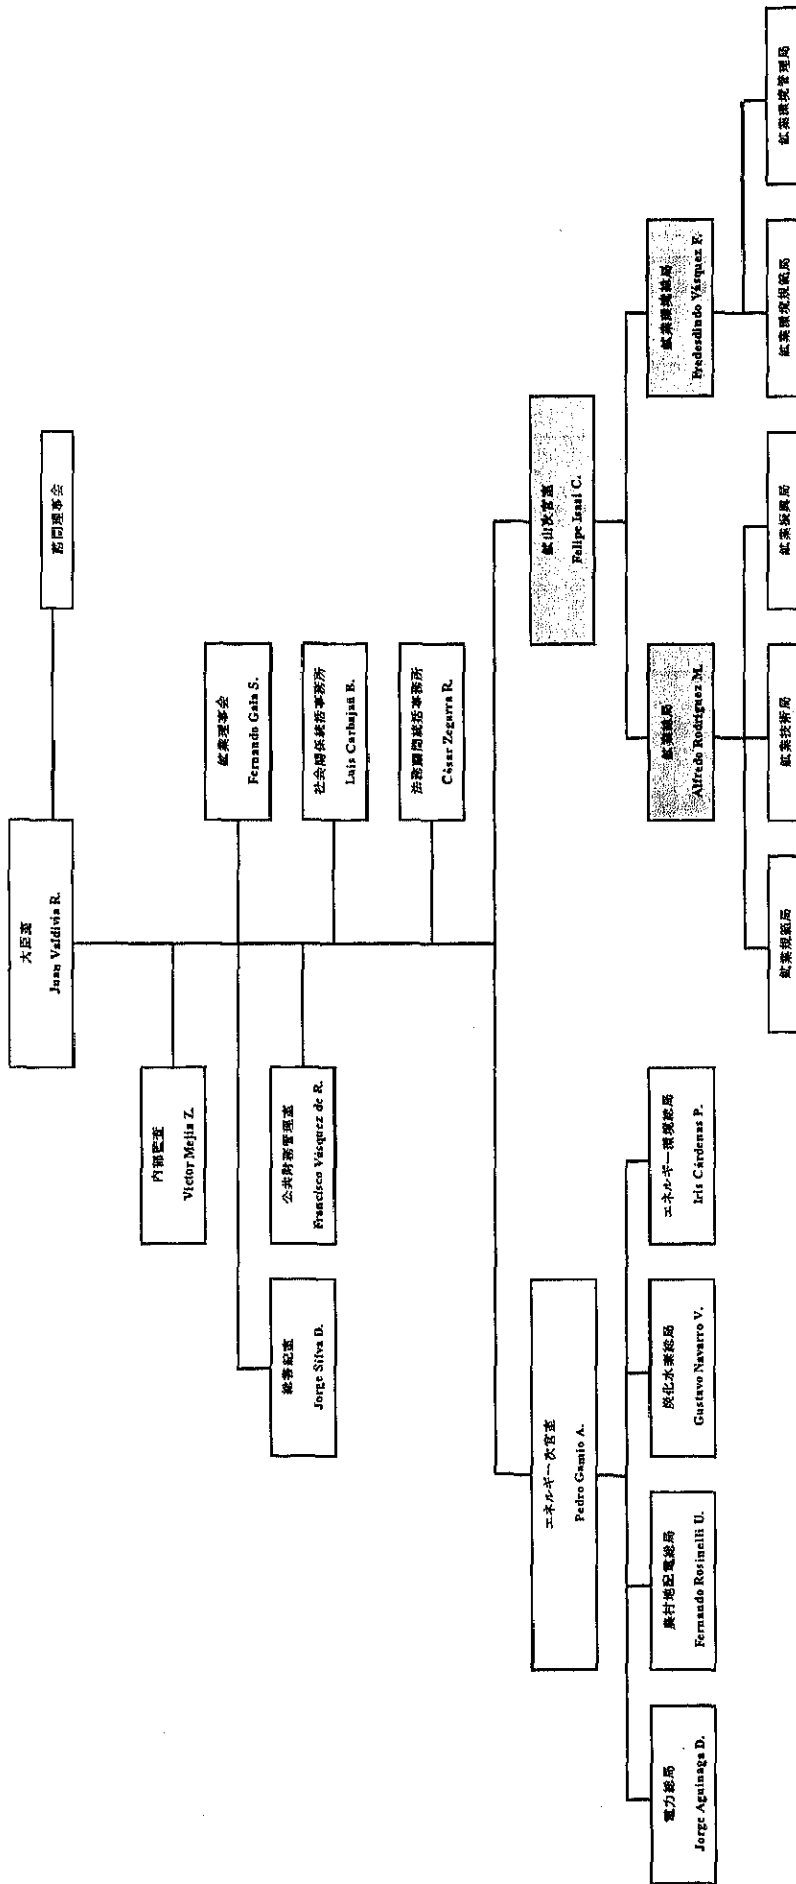 大臣室
Juan Valdivia R.
諮問理事会
内部監査
Victor Mejia Z.
鉱業理事会
Fernando Gala S.
総書記室
Jorge Silva D.
公共財務管理室
Francisco Vásquez de R.
社会関係統括事務所
Luis Carbajal B.
法務顧問統括事務所
César Zegarra R.
エネルギー次官室
Pedro Gamio A.
鉱山次官室
Felipe Isasi C.
電力総局
Jorge Aguinaga D.
農村地配電総局
Fernando Rosinelli U.
炭化水素総局
Gustavo Navarro V.
エネルギー環境総局
Iris Cárdenas P.
鉱業総局
Alfredo Rodríguez M.
鉱業環境総局
Fredesdindo Vásquez F.
鉱業規範局
鉱業技術局
鉱業振興局
鉱業環境規範局
鉱業環境管理局